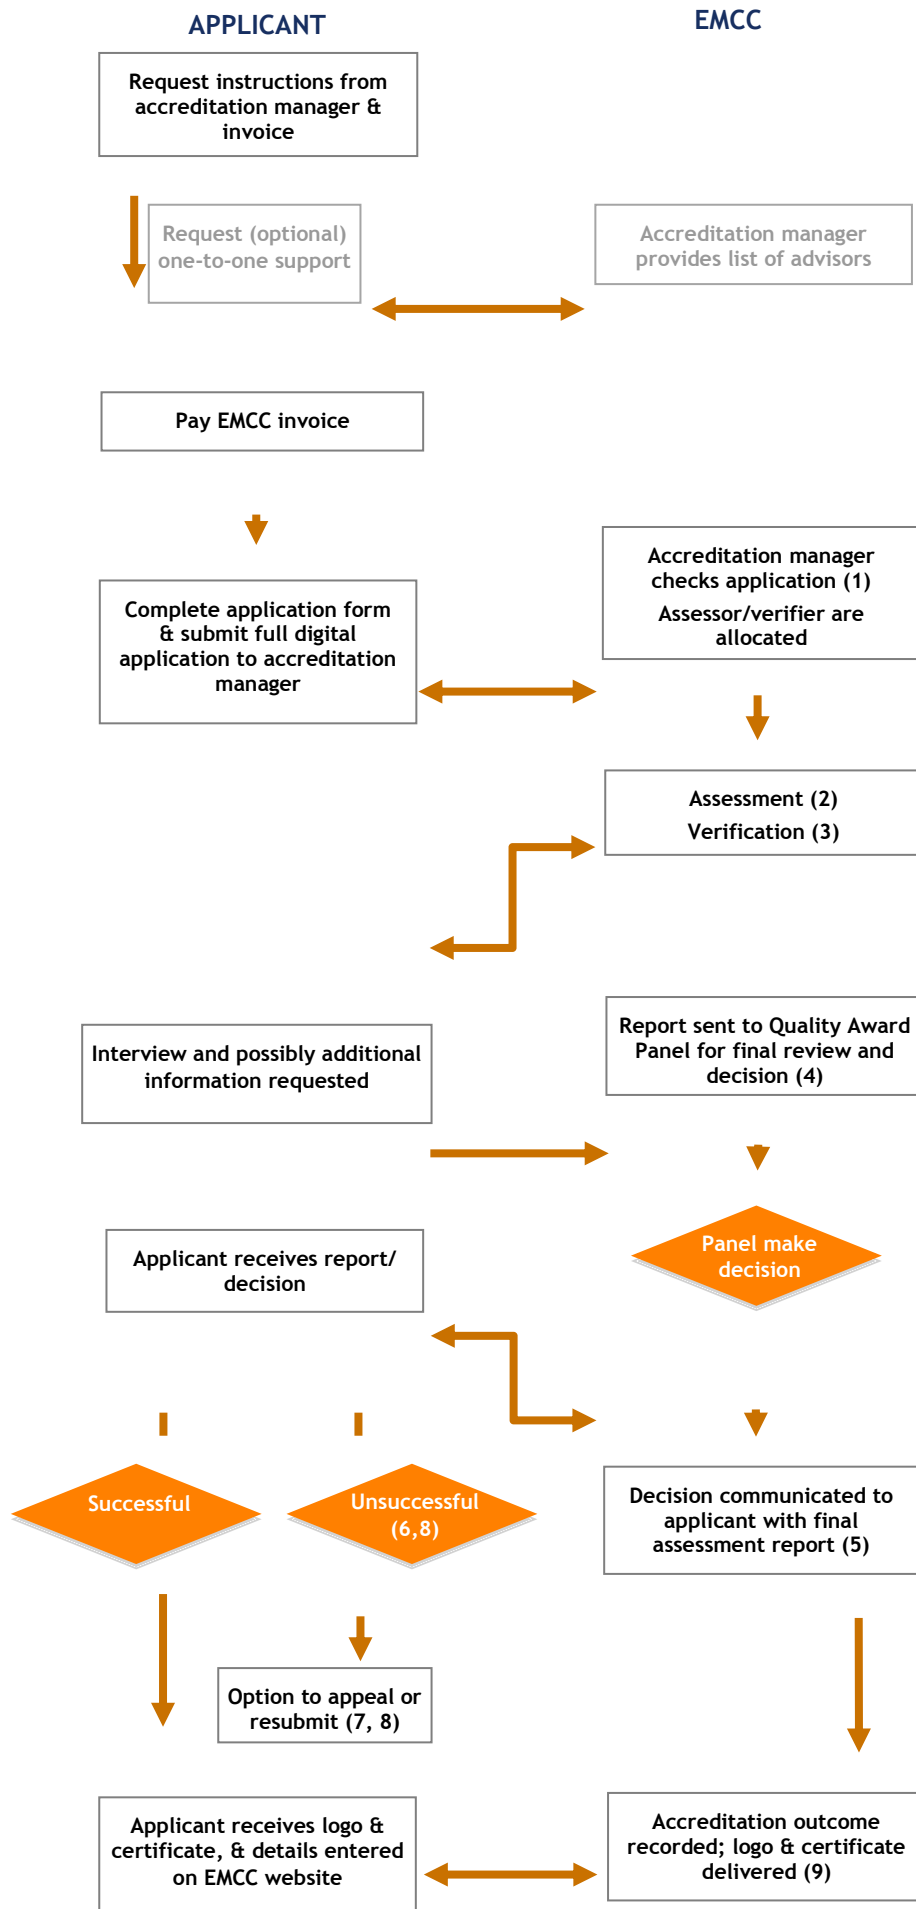 APPLICANT
EMCC
Request instructions from
accreditation manager &
invoice
Request (optional)
one-to-one support
Accreditation manager
provides list of advisors
Pay EMCC invoice
Accreditation manager
checks application (1)
Assessor/verifier are
allocated
Complete application form
& submit full digital
application to accreditation
manager
Assessment (2)
Verification (3)
Interview and possibly additional
information requested
Report sent to Quality Award
Panel for final review and
decision (4)
Applicant receives report/
decision
Panel make
decision
Successful
Unsuccessful
(6,8)
Decision communicated to
applicant with final
assessment report (5)
Option to appeal or
resubmit (7, 8)
Applicant receives logo &
certificate, & details entered
on EMCC website
Accreditation outcome
recorded; logo & certificate
delivered (9)